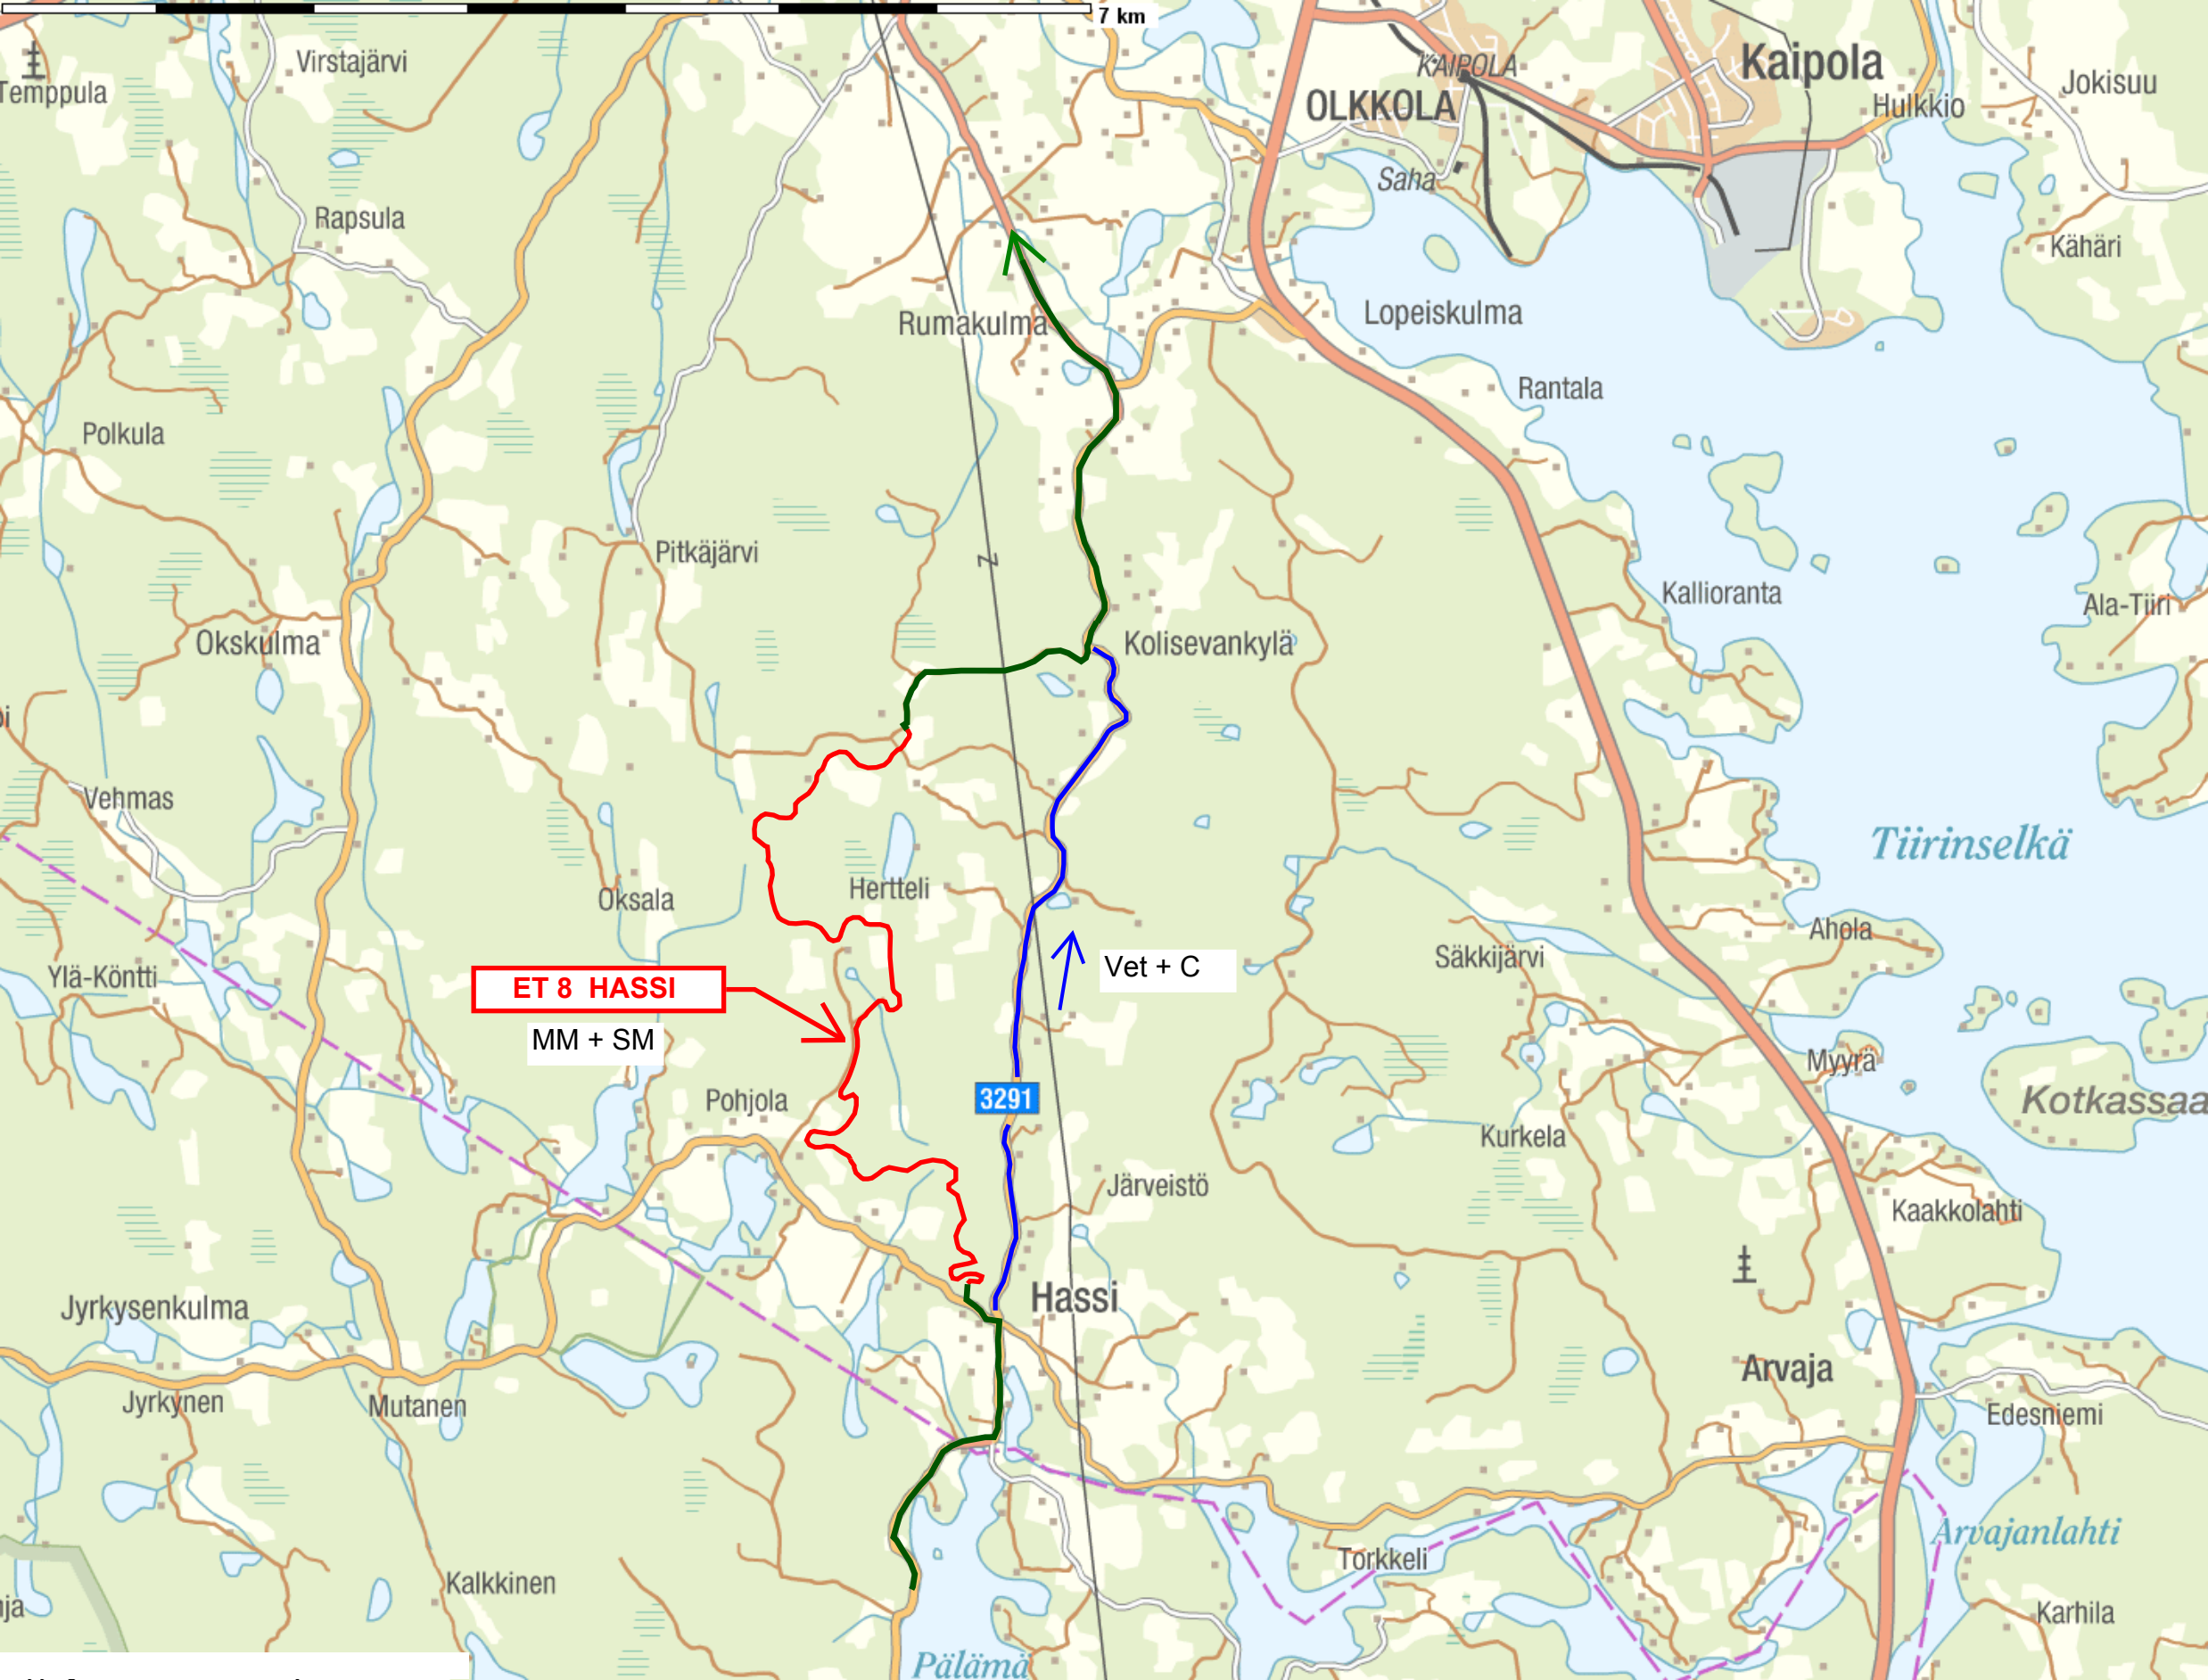 7 km
Virstajärvi
Temppula
KAIPOLA
Kaipola
OLKKOLA
Hulkkio
Jokisuu
Saha
Rapsula
Kähäri
Rumakulma
Lopeiskulma
Rantala
Polkula
Pitkäjärvi
Z
Kallioranta
Ala-Tiiri
Okskulma
Kolisevankylä
Vehmas
Tiirinselkä
Oksala
Hertteli
Ahola
Säkkijärvi
Ylä-Köntti
ET 8 HASSI
Vet + C
MM + SM
Myyrä
Pohjola
3291
Kotkassaa
Kurkela
Järveistö
Kaakkolahti
Jyrkysenkulma
Hassi
Arvaja
Jyrkynen
Mutanen
Edesniemi
Arvajanlahti
Torkkeli
Kalkkinen
Karhila
Pälämä